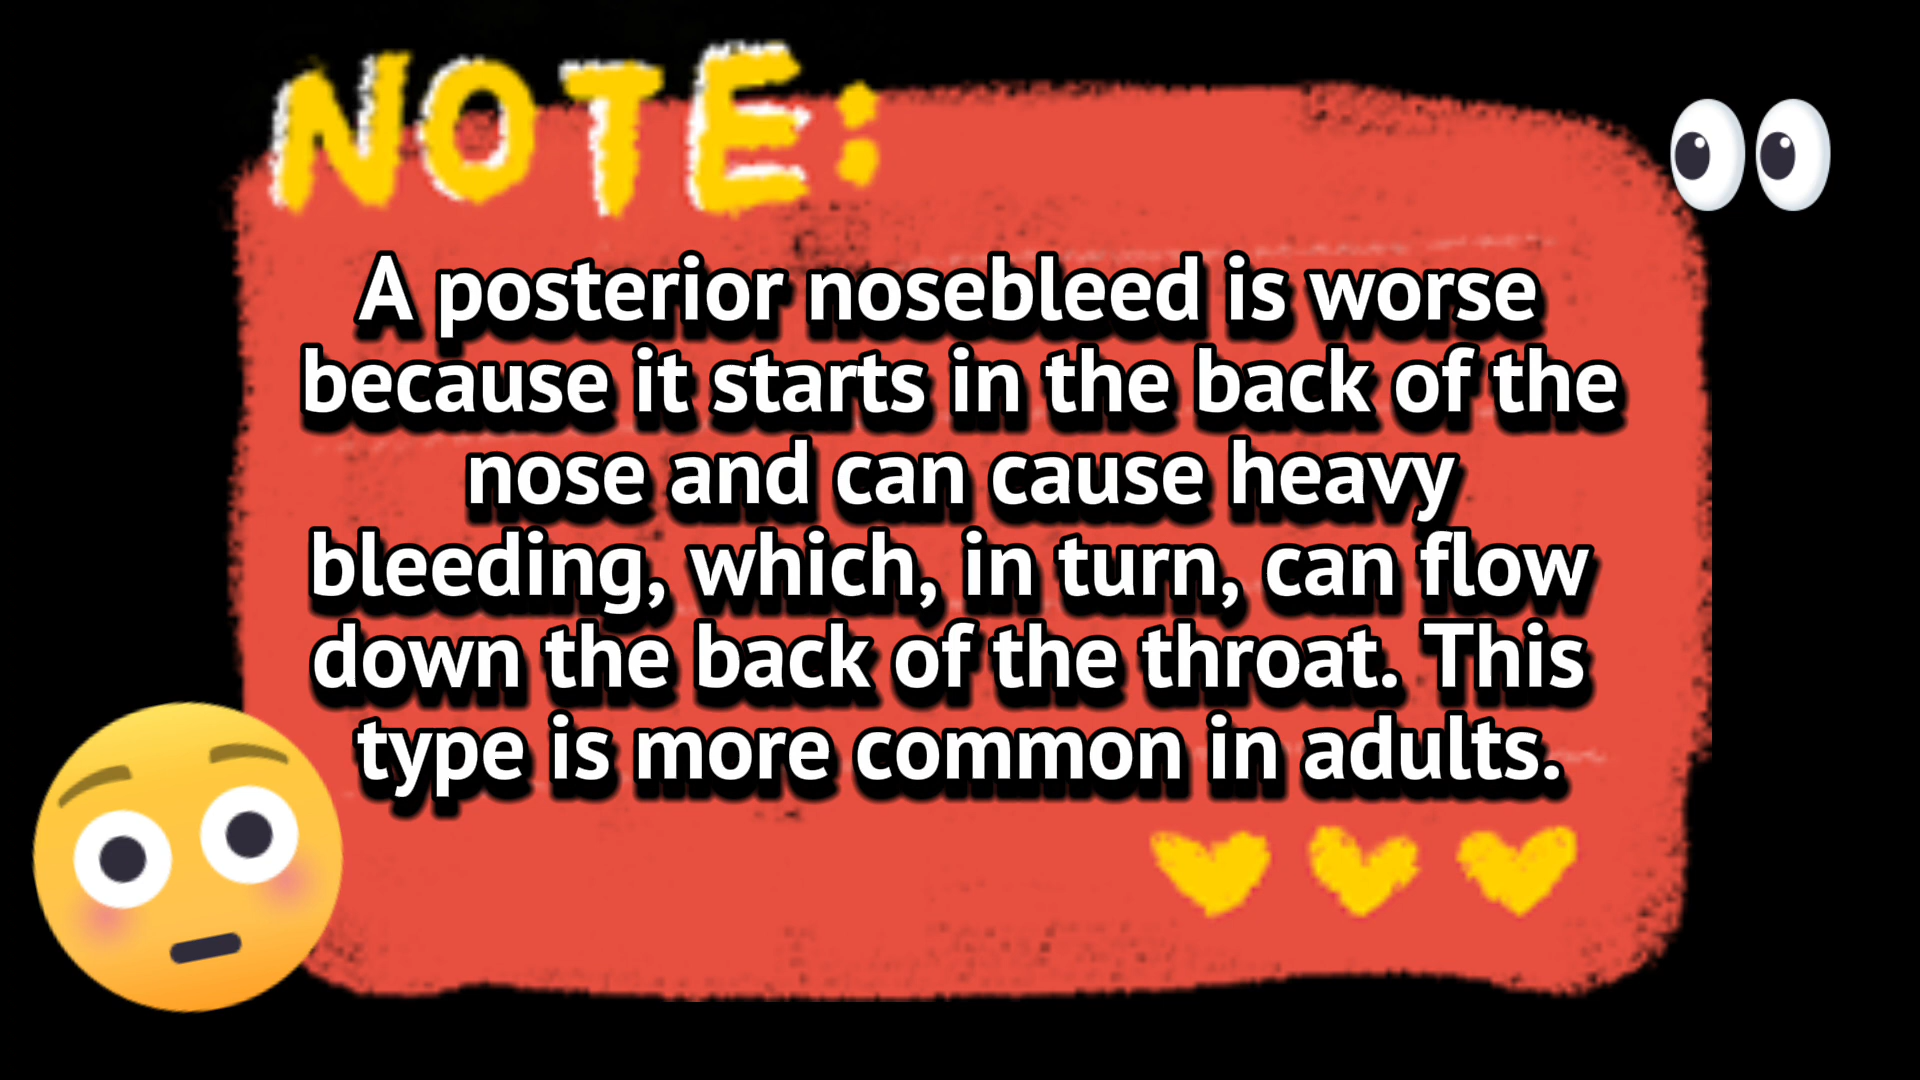 NOTE:
A posterior nosebleed is worse
because it starts in the back of the
nose and can cause heavy
bleeding, which, in turn, can flow
down the back of the throat. This
type is more common in adults.